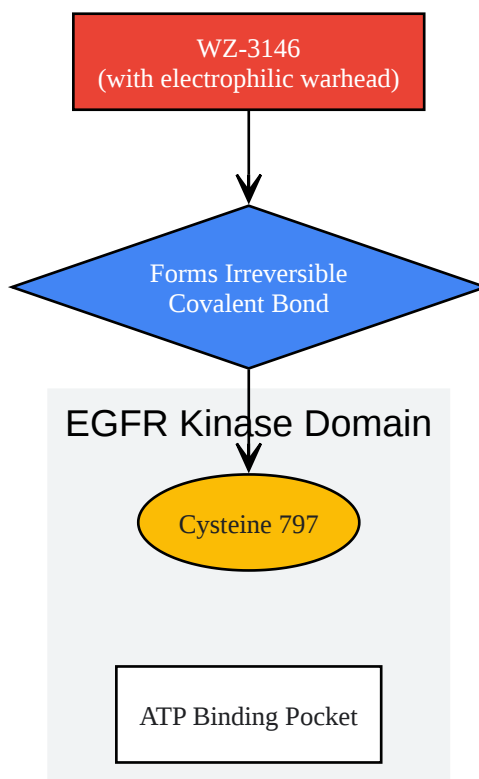 WZ-3146
(with electrophilic warhead)
Forms Irreversible
Covalent Bond
EGFR Kinase Domain
Cysteine 797
ATP Binding Pocket